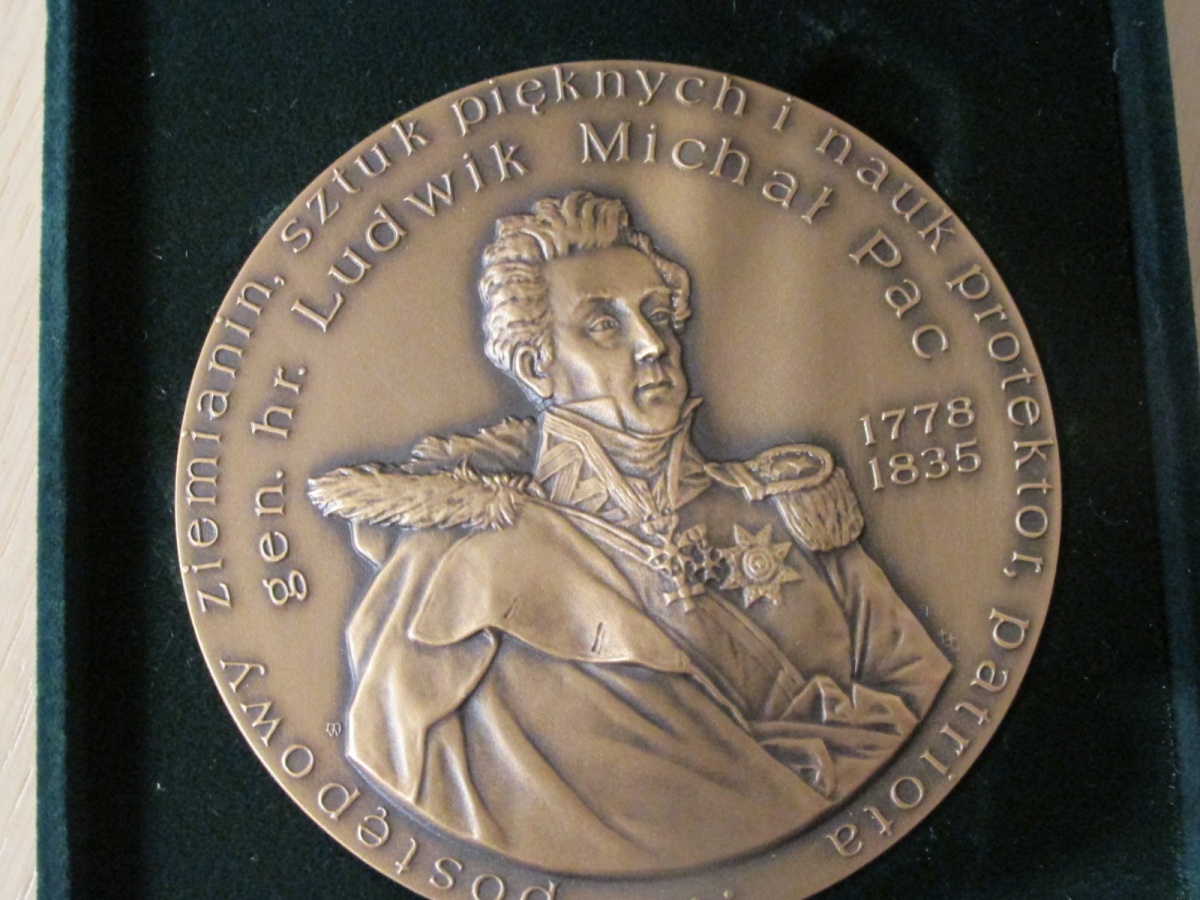 postępowy ziemianin, sztuk pięknych i nauk protektor, patriota
gen. hr. Ludwik Michał Pac
1778
1835